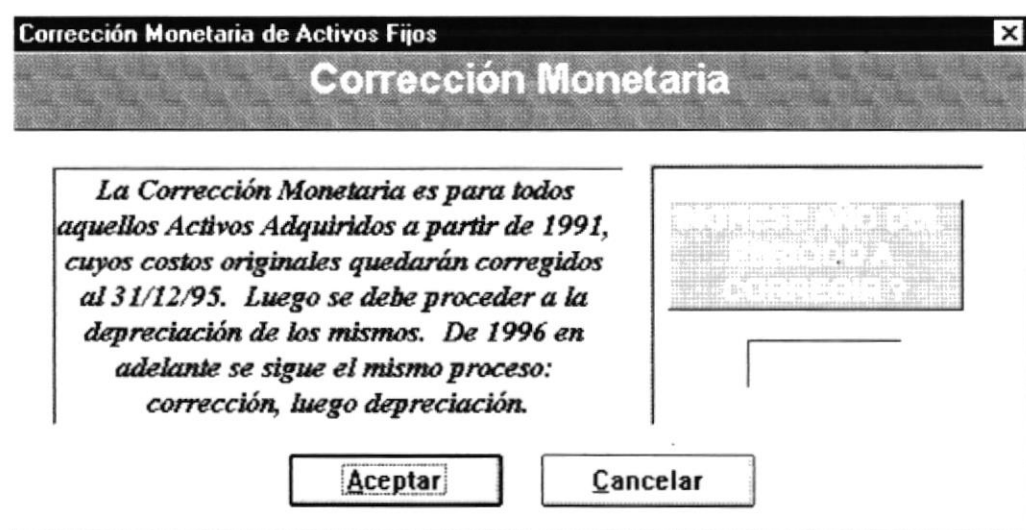 Corrección Monetaria de Activos Fijos
Corrección Monetaria
La Corrección Monetaria es para todos
aquellos Activos Adquiridos a partir de 1991,
cuyos costos originales quedarán corregidos
al 31/12/95. Luego se debe proceder a la
depreciación de los mismos. De 1996 en
adelante se sigue el mismo proceso:
corrección, luego depreciación.
PERIODO A
CORREGIR ?
Aceptar
Cancelar